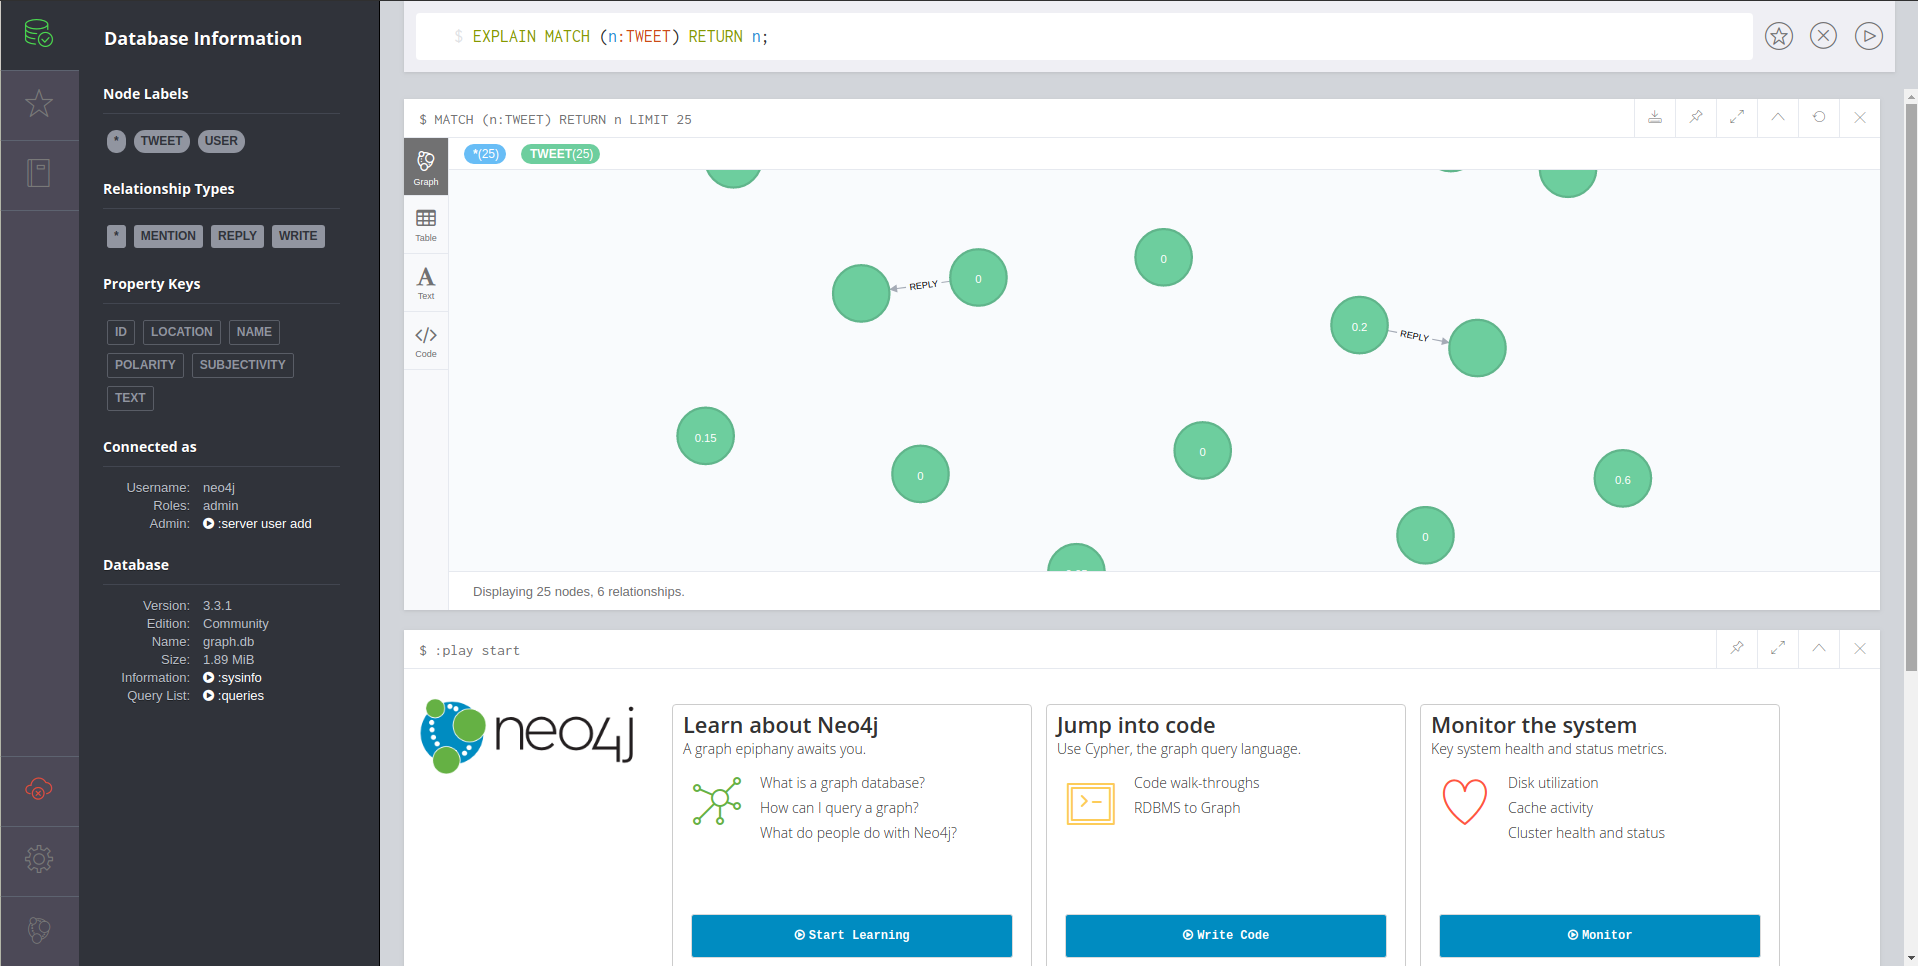 Database Information
Node Labels
* TWEET USER
Relationship Types
* MENTION REPLY WRITE
Property Keys
ID LOCATION NAME
POLARITY SUBJECTIVITY
TEXT
Connected as
Username: neo4j
Roles: admin
Admin: :server user add
Database
Version: 3.3.1
Edition: Community
Name: graph.db
Size: 1.89 MiB
Information: :sysinfo
Query List: :queries
$ EXPLAIN MATCH (n:TWEET) RETURN n;
$ MATCH (n:TWEET) RETURN n LIMIT 25
*(25) TWEET(25)
Graph
Table
A
Text
</>
Code
0
REPLY
0
0.2
REPLY
0.15
0
0
0.6
0
Displaying 25 nodes, 6 relationships.
$ :play start
neo4j
Learn about Neo4j
A graph epiphany awaits you.
What is a graph database?
How can I query a graph?
What do people do with Neo4j?
Start Learning
Jump into code
Use Cypher, the graph query language.
Code walk-throughs
RDBMS to Graph
Write Code
Monitor the system
Key system health and status metrics.
Disk utilization
Cache activity
Cluster health and status
Monitor